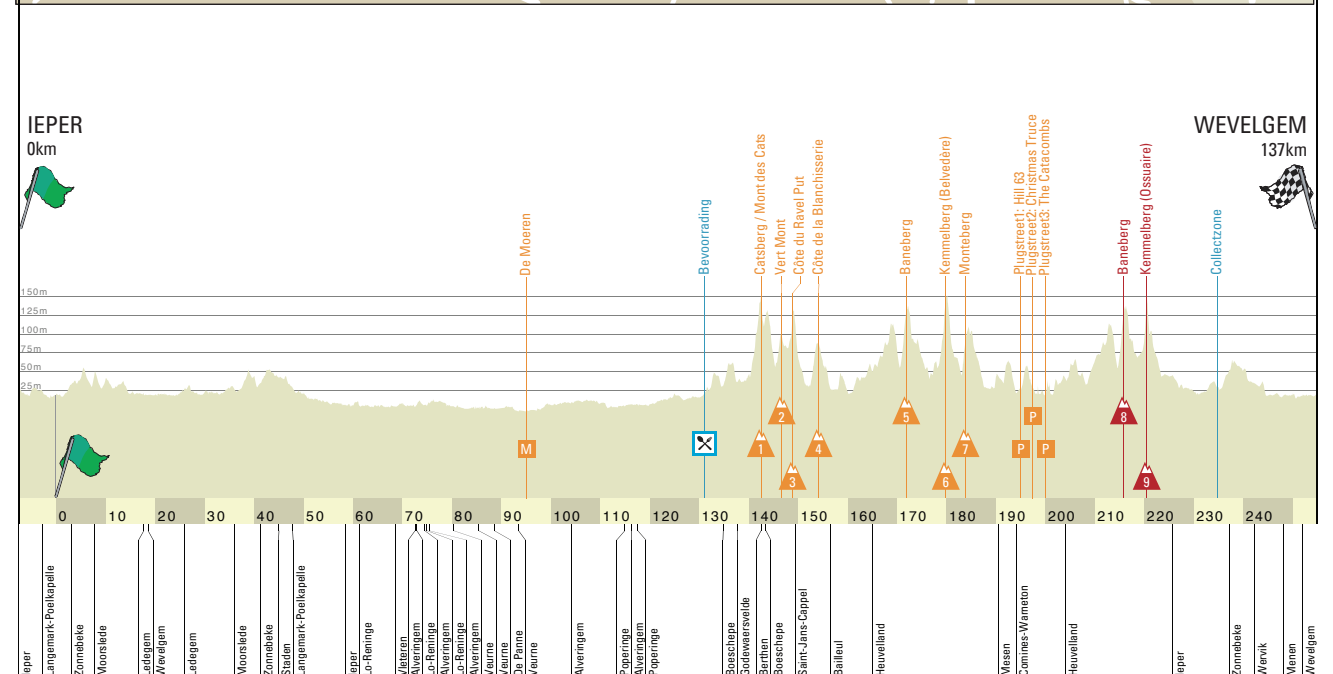 IEPER
0km
WEVELGEM
137km
De Moeren
Bevoorrading
Catsberg / Mont des Cats
Vert Mont
Côte du Ravel Put
Côte de la Blanchisserie
Baneberg
Kemmelberg (Belvedère)
Monteberg
Plugstreet1: Hill 63
Plugstreet2: Christmas Truce
Plugstreet3: The Catacombs
Baneberg
Kemmelberg (Ossuaire)
Collectzone
150m
125m
100m
75m
50m
25m
2 5 P 8
M 1 4 7 P P
3 6 9
0 10 20 30 40 50 60 70 80 90 100 110 120 130 140 150 160 170 180 190 200 210 220 230 240
Ieper
Langemark-Poelkapelle
Zonnebeke
Moorslede
Ledegem
Wevelgem
Ledegem
Moorslede
Zonnebeke
Staden
Langemark-Poelkapelle
Ieper
Lo-Reninge
Vleteren
Alveringem
Lo-Reninge
Alveringem
Lo-Reninge
Alveringem
Veurne
Veurne
De Panne
Veurne
Alveringem
Poperinge
Alveringem
Poperinge
Boeschepe
Godewaersvelde
Berthen
Boeschepe
Saint-Jans-Cappel
Bailleul
Heuvelland
Mesen
Comines-Warneton
Heuvelland
Ieper
Zonnebeke
Wervik
Menen
Wevelgem